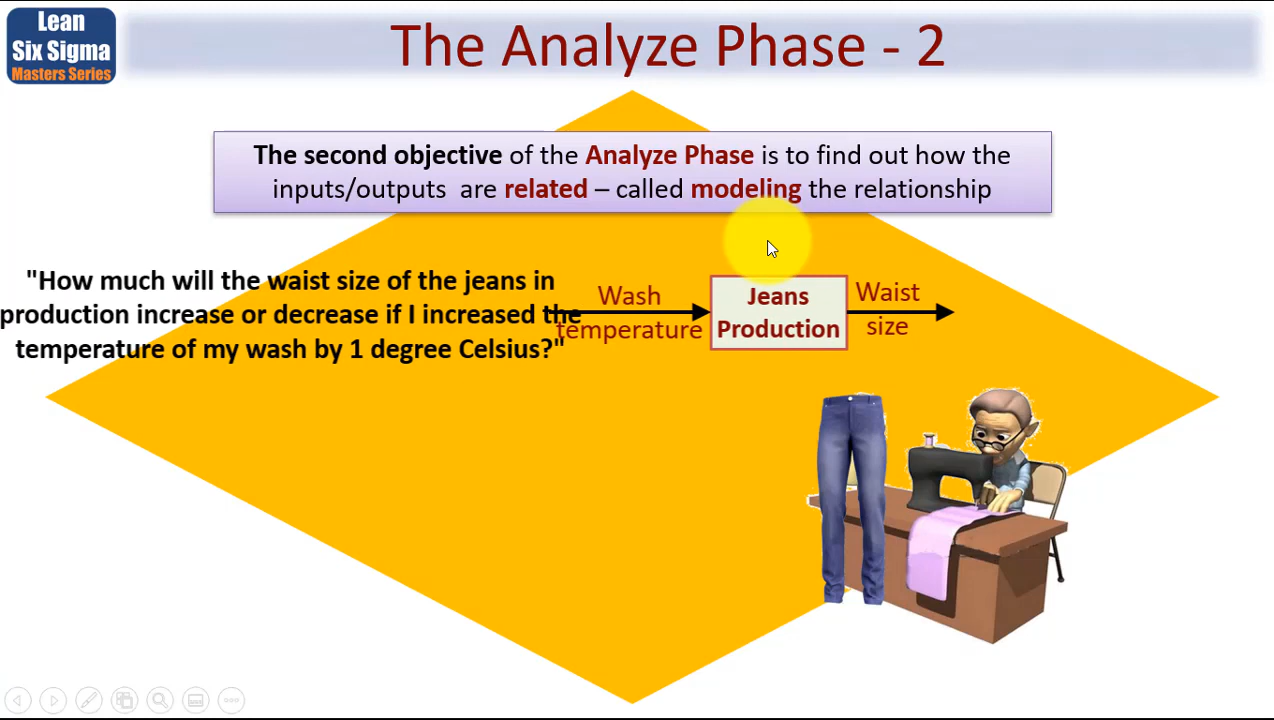 Lean
Six Sigma
Masters Series
The Analyze Phase - 2
The second objective of the Analyze Phase is to find out how the
inputs/outputs are related – called modeling the relationship
"How much will the waist size of the jeans in
production increase or decrease if I increased the
temperature of my wash by 1 degree Celsius?"
Wash
temperature
Jeans
Production
Waist
size